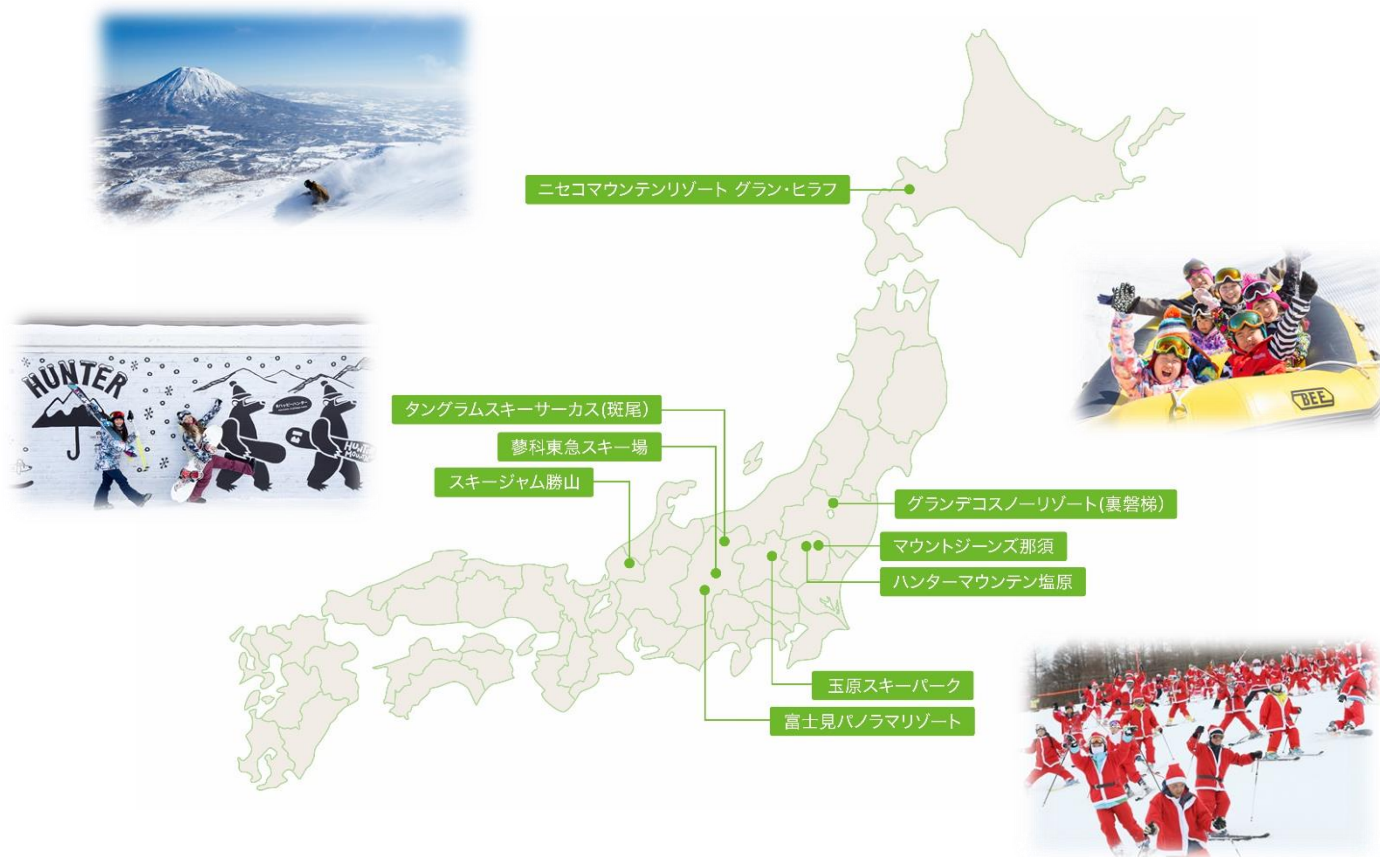 ニセコマウンテンリゾート グラン・ヒラフ
BEE
HUNTER
タングラムスキーサーカス(斑尾)
蓼科東急スキー場
スキージャム勝山
グランデコスノーリゾート(裏磐梯)
マウントジーンズ那須
ハンターマウンテン塩原
玉原スキーパーク
富士見パノラマリゾート